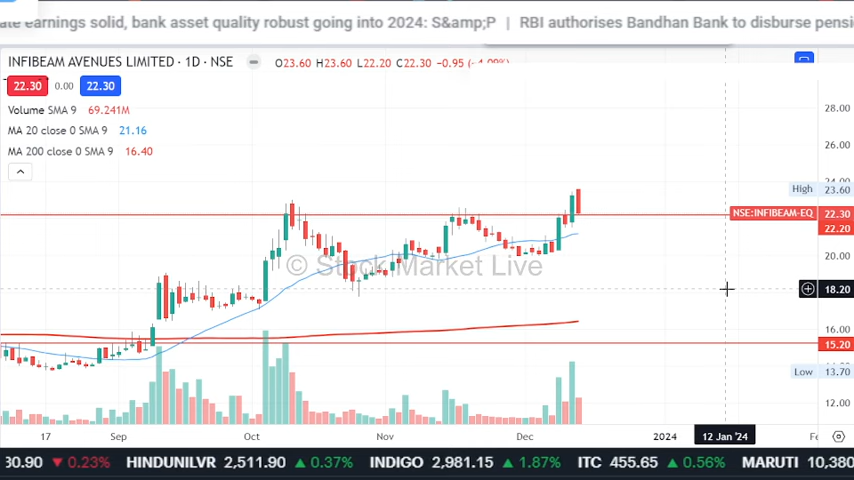 ate earnings solid, bank asset quality robust going into 2024: S&amp;P | RBI authorises Bandhan Bank to disburse pensi
INFIBEAM AVENUES LIMITED · 1D · NSE O23.60 H23.60 L22.20 C22.30 −0.95 (−4.09%)
22.30 0.00 22.30
Volume SMA 9 69.241M
MA 20 close 0 SMA 9 21.16
MA 200 close 0 SMA 9 16.40
28.00
26.00
24.00
High 23.60
NSE:INFIBEAM-EQ 22.30
22.20
20.00
© Stock Market Live
18.20
16.00
15.20
Low 13.70
12.00
17 Sep Oct Nov Dec 2024 12 Jan '24 Fe
30.90 ▼ 0.23% HINDUNILVR 2,511.90 ▲ 0.37% INDIGO 2,981.15 ▲ 1.87% ITC 455.65 ▲ 0.56% MARUTI 10,380